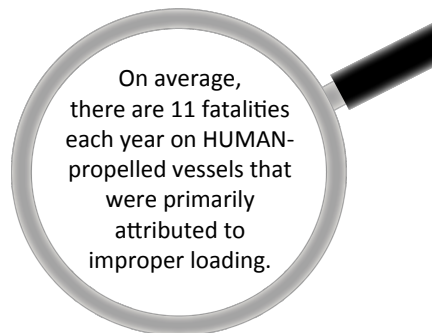 On average,
there are 11 fatalities
each year on HUMAN-
propelled vessels that
were primarily
attributed to
improper loading.